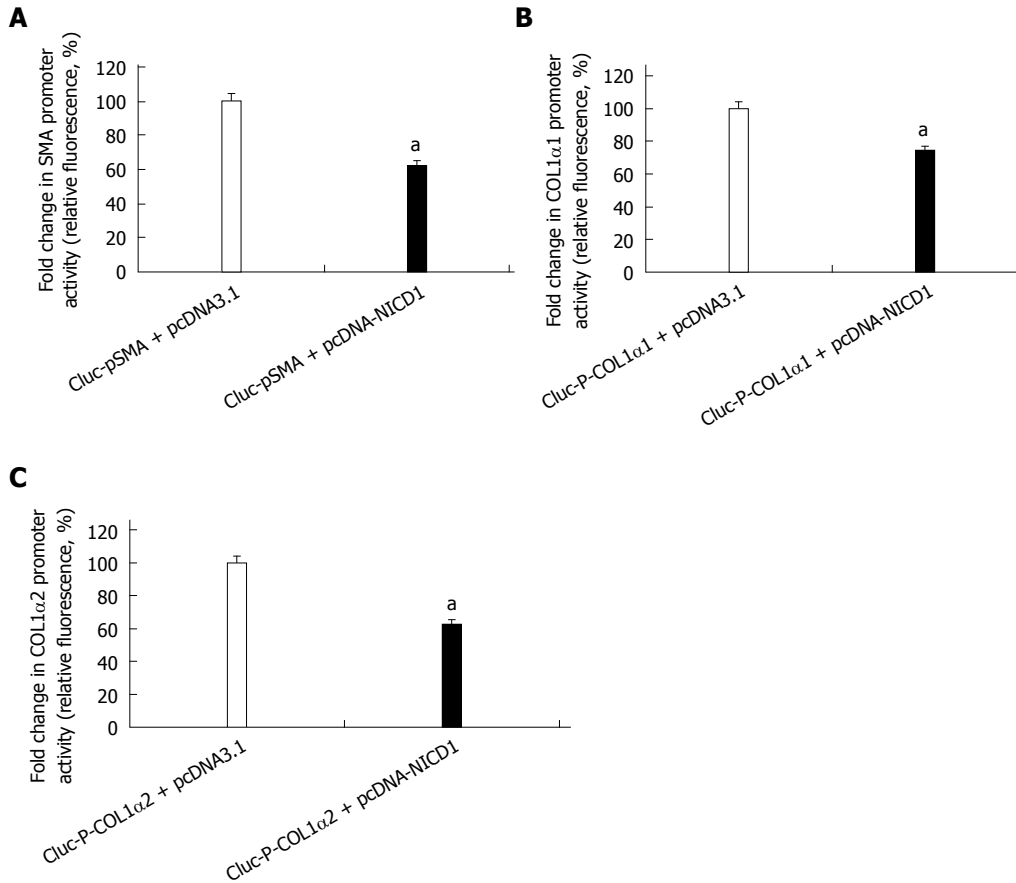 A
Fold change in SMA promoter
activity (relative fluorescence, %)
120
100
80
60
40
20
0
a
Cluc-pSMA + pcDNA3.1
Cluc-pSMA + pcDNA-NICD1
B
Fold change in COL1α1 promoter
activity (relative fluorescence, %)
120
100
80
60
40
20
0
a
Cluc-P-COL1α1 + pcDNA3.1
Cluc-P-COL1α1 + pcDNA-NICD1
C
Fold change in COL1α2 promoter
activity (relative fluorescence, %)
120
100
80
60
40
20
0
a
Cluc-P-COL1α2 + pcDNA3.1
Cluc-P-COL1α2 + pcDNA-NICD1